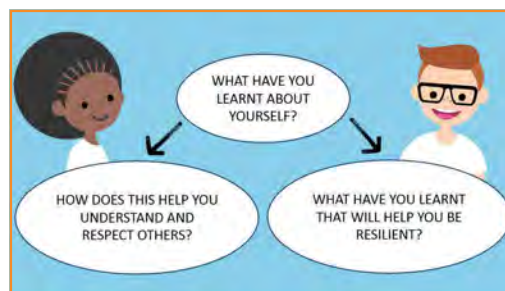 WHAT HAVE YOU
LEARNT ABOUT
YOURSELF?
HOW DOES THIS HELP YOU
UNDERSTAND AND
RESPECT OTHERS?
WHAT HAVE YOU LEARNT
THAT WILL HELP YOU BE
RESILIENT?